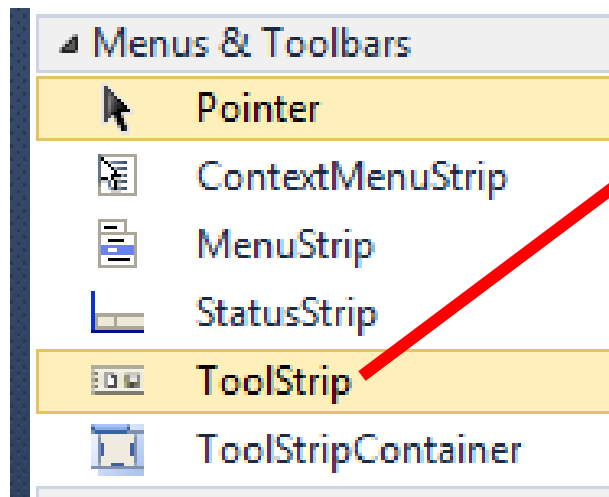 Menus & Toolbars
Pointer
ContextMenuStrip
MenuStrip
StatusStrip
ToolStrip
ToolStripContainer